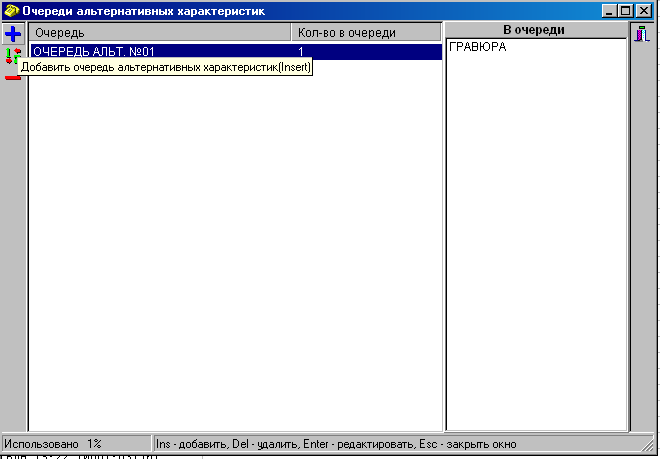 Очереди альтернативных характеристик
Очередь Кол-во в очереди В очереди
ОЧЕРЕДЬ АЛЬТ. №01 1 ГРАВЮРА
Добавить очередь альтернативных характеристик(Insert)
Использовано 1% Ins - добавить, Del - удалить, Enter - редактировать, Esc - закрыть окно